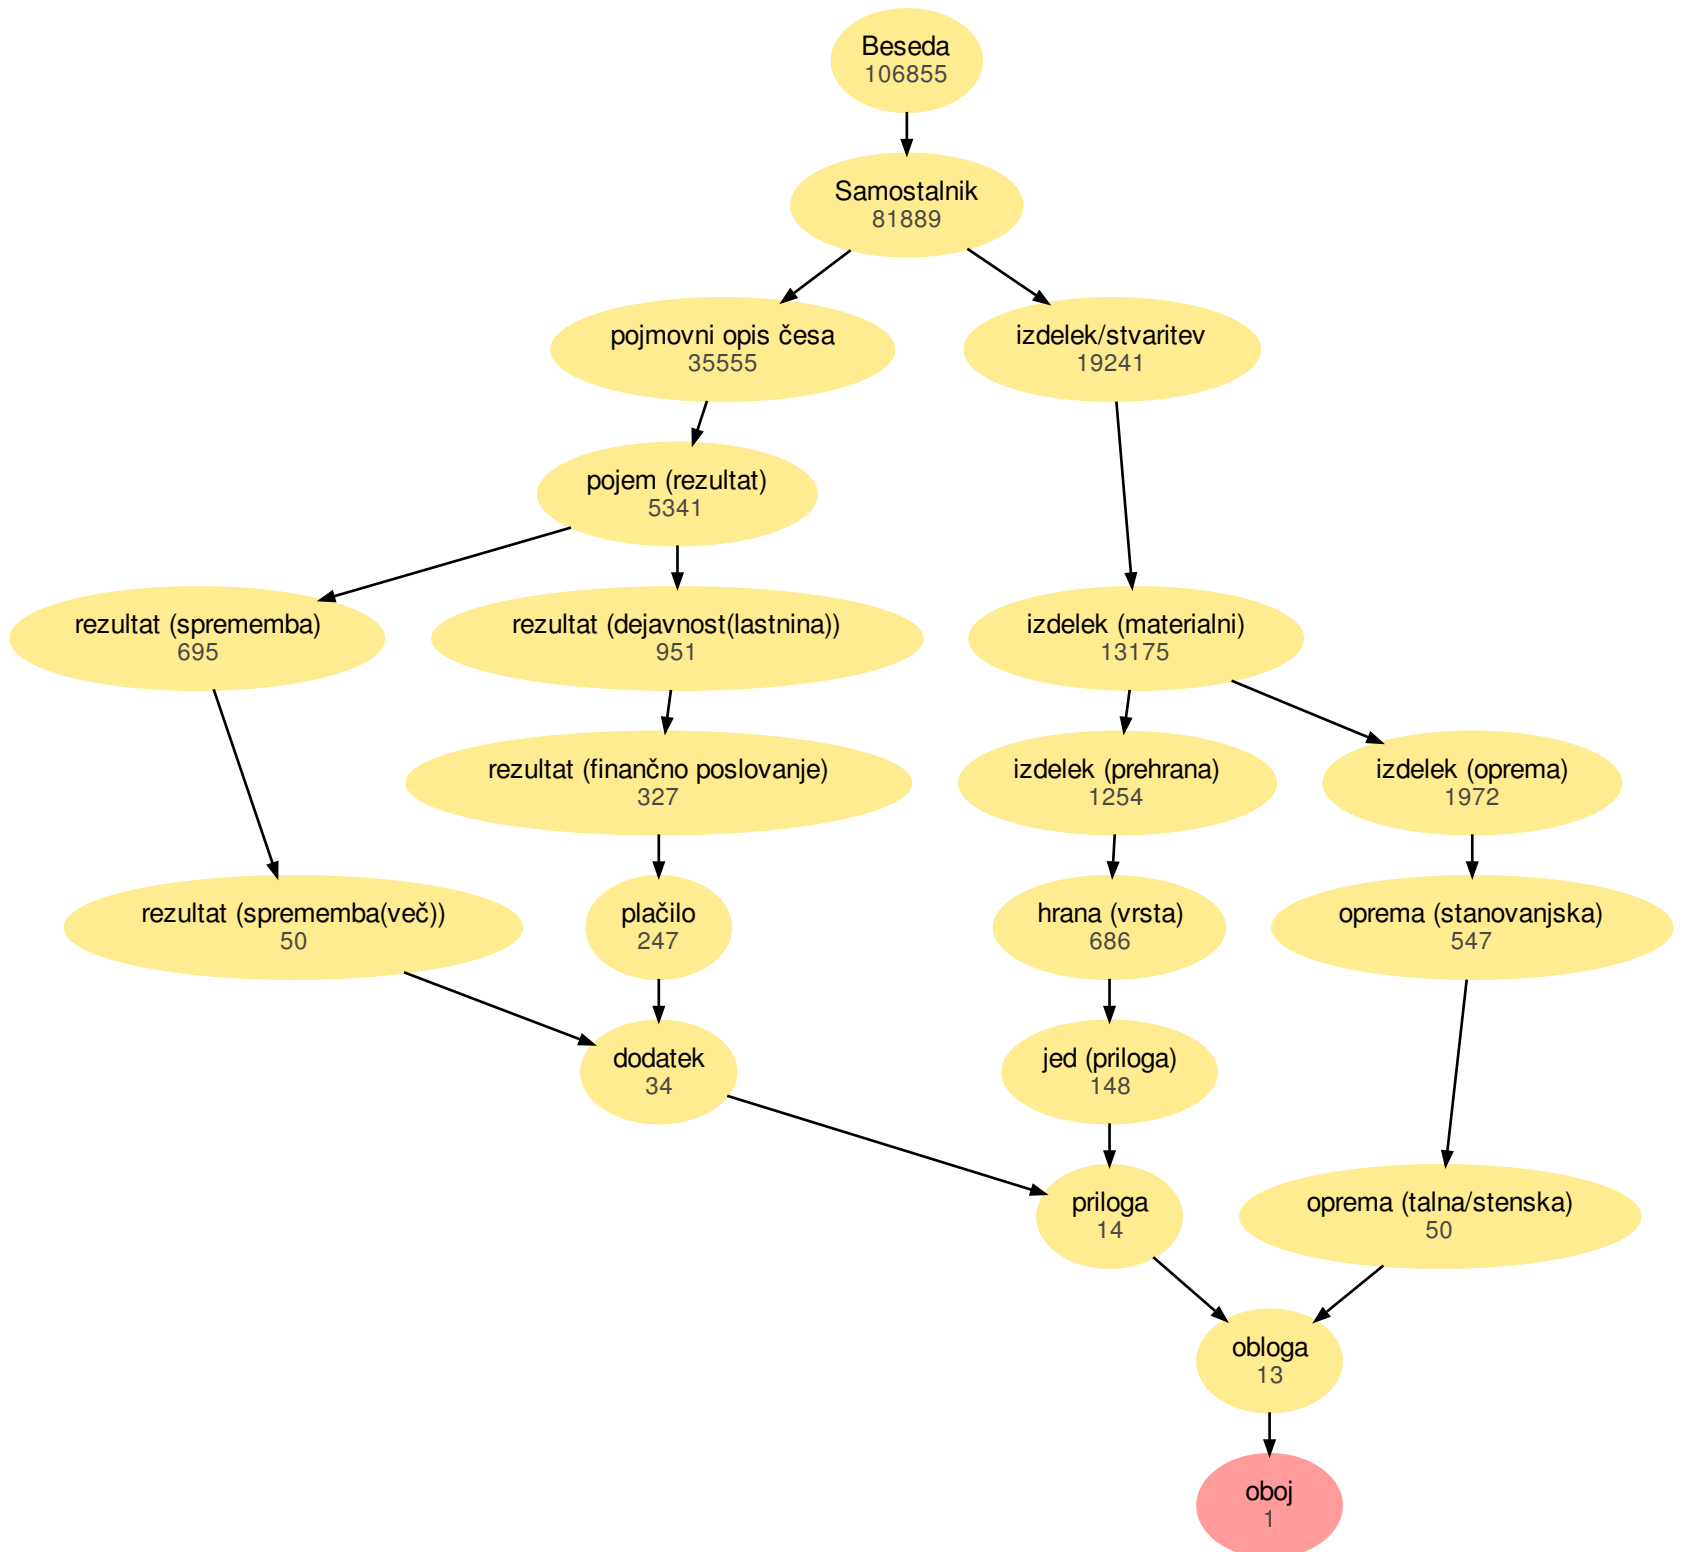 Beseda
106855
Samostalnik
81889
pojmovni opis česa
35555
izdelek/stvaritev
19241
pojem (rezultat)
5341
rezultat (sprememba)
695
rezultat (dejavnost(lastnina))
951
izdelek (materialni)
13175
rezultat (finančno poslovanje)
327
izdelek (prehrana)
1254
izdelek (oprema)
1972
rezultat (sprememba(več))
50
plačilo
247
hrana (vrsta)
686
oprema (stanovanjska)
547
dodatek
34
jed (priloga)
148
priloga
14
oprema (talna/stenska)
50
obloga
13
oboj
1